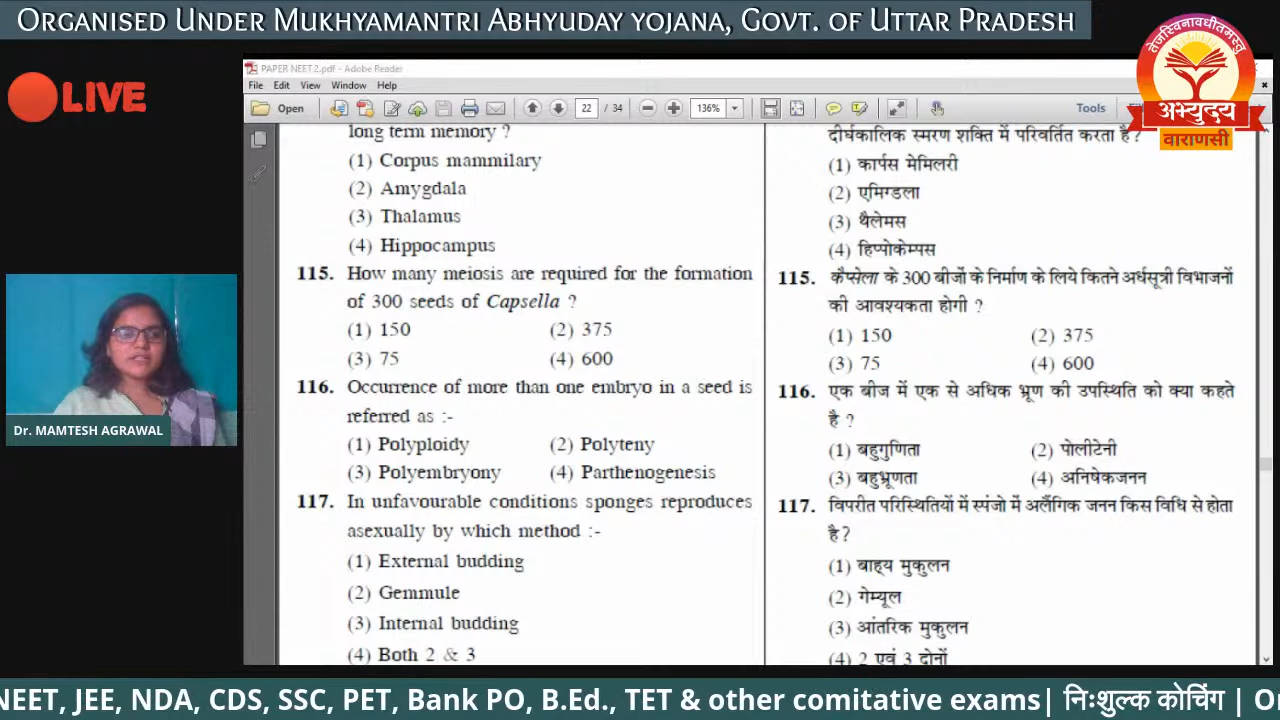 ORGANISED UNDER MUKHYAMANTRI ABHYUDAY YOJANA, GOVT. OF UTTAR PRADESH
तेजस्विनावधीतमस्तु
अभ्युदय
वाराणसी
LIVE
PAPER NEET 2.pdf - Adobe Reader
File Edit View Window Help
Open 22 / 34 136% Tools
long term memory ?
(1) Corpus mammilary
(2) Amygdala
(3) Thalamus
(4) Hippocampus
115. How many meiosis are required for the formation
of 300 seeds of Capsella ?
(1) 150 (2) 375
(3) 75 (4) 600
116. Occurrence of more than one embryo in a seed is
referred as :-
(1) Polyploidy (2) Polyteny
(3) Polyembryony (4) Parthenogenesis
117. In unfavourable conditions sponges reproduces
asexually by which method :-
(1) External budding
(2) Gemmule
(3) Internal budding
(4) Both 2 & 3
दीर्घकालिक स्मरण शक्ति में परिवर्तित करता है?
(1) कार्पस मेमिलरी
(2) एमिग्डला
(3) थैलेमस
(4) हिप्पोकेम्पस
115. कैप्सेला के 300 बीजों के निर्माण के लिये कितने अर्धसूत्री विभाजनों
की आवश्यकता होगी ?
(1) 150 (2) 375
(3) 75 (4) 600
116. एक बीज में एक से अधिक भ्रूण की उपस्थिति को क्या कहते
है ?
(1) बहुगुणिता (2) पोलीटेनी
(3) बहुभ्रूणता (4) अनिषेकजनन
117. विपरीत परिस्थितियों में स्पंजो में अलैंगिक जनन किस विधि से होता
है?
(1) बाह्य मुकुलन
(2) गेम्यूल
(3) आंतरिक मुकुलन
(4) 2 एवं 3 दोनों
Dr. MAMTESH AGRAWAL
NEET, JEE, NDA, CDS, SSC, PET, Bank PO, B.Ed., TET & other comitative exams| निःशुल्क कोचिंग | O